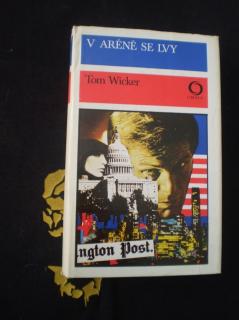 V ARÉNĚ SE LVY
Tom Wicker
ngton Post.